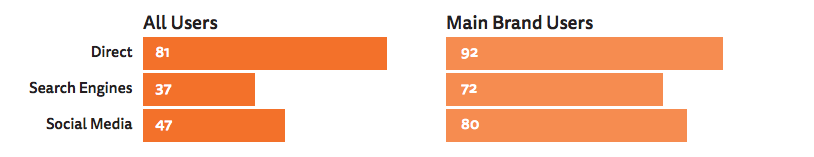 All Users Main Brand Users
Direct 81 92
Search Engines 37 72
Social Media 47 80